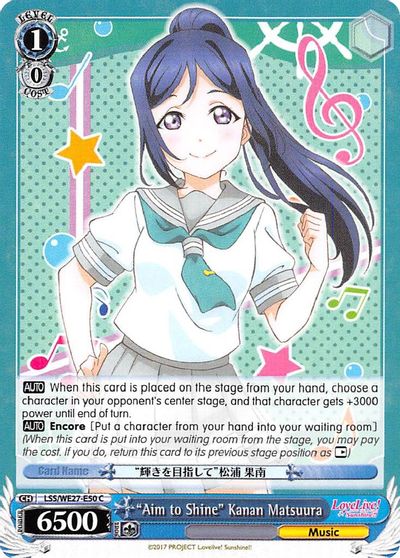 LEVEL
1
0
COST
AUTO When this card is placed on the stage from your hand, choose a
character in your opponent's center stage, and that character gets +3000
power until end of turn.
AUTO Encore [Put a character from your hand into your waiting room]
(When this card is put into your waiting room from the stage, you may pay
the cost. If you do, return this card to its previous stage position as ▶)
Card Name
“輝きを目指して”松浦 果南
CH LSS/WE27-E50 C
“Aim to Shine” Kanan Matsuura
LoveLive!
Sunshine!!
POWER
6500
SOUL
Music
©2017 PROJECT Lovelive! Sunshine!!